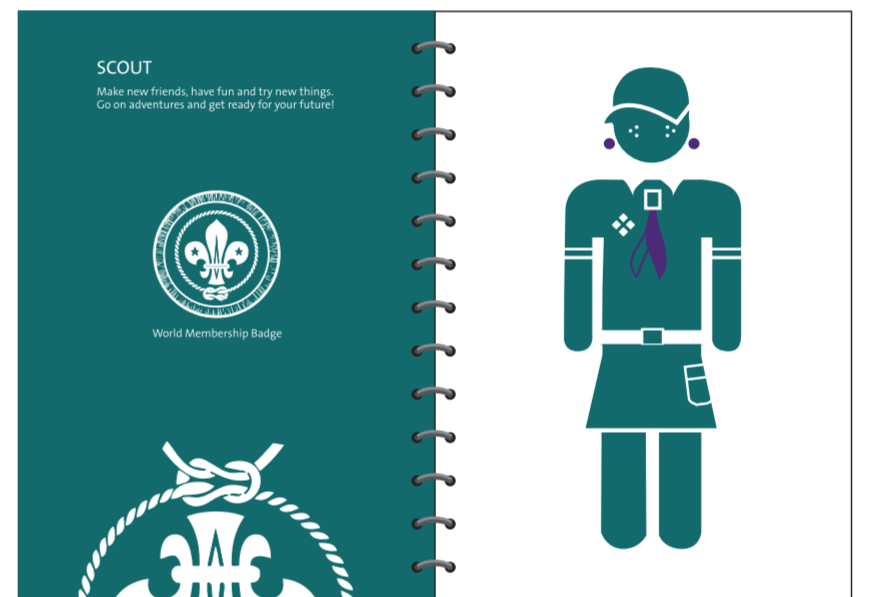 SCOUT
Make new friends, have fun and try new things.
Go on adventures and get ready for your future!
World Membership Badge